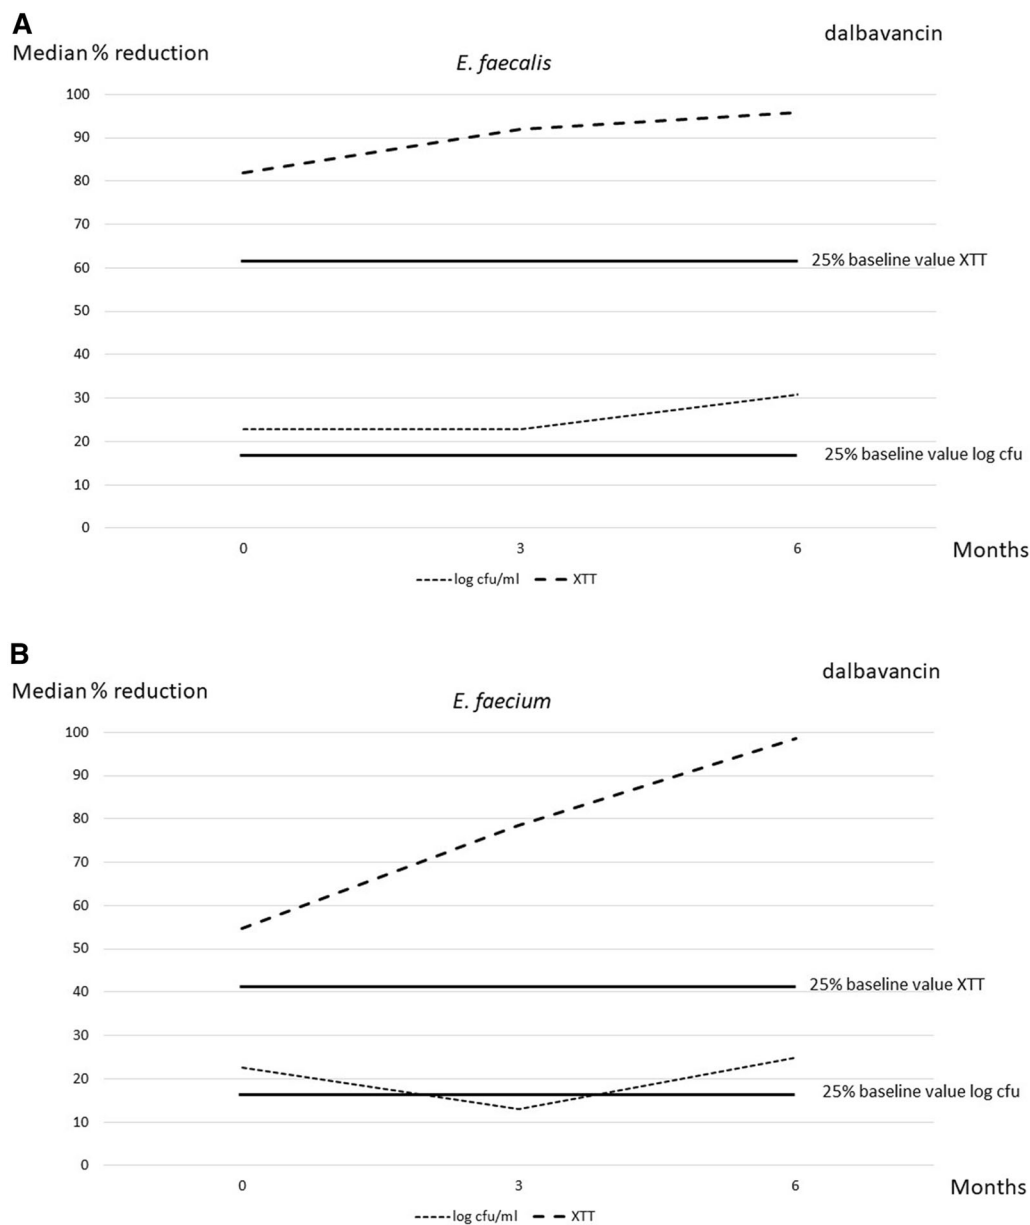 A
dalbavancin
Median % reduction
E. faecalis
100
90
80
70
25% baseline value XTT
60
50
40
30
25% baseline value log cfu
20
10
0
0 3 6
Months
log cfu/ml XTT
B
dalbavancin
Median % reduction
E. faecium
100
90
80
70
60
50
25% baseline value XTT
40
30
20
25% baseline value log cfu
10
0
0 3 6
Months
log cfu/ml XTT